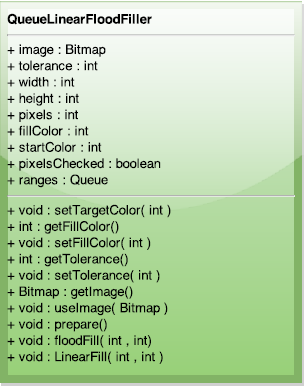 QueueLinearFloodFiller
+ image : Bitmap
+ tolerance : int
+ width : int
+ height : int
+ pixels : int
+ fillColor : int
+ startColor : int
+ pixelsChecked : boolean
+ ranges : Queue
+ void : setTargetColor( int )
+ int : getFillColor()
+ void : setFillColor( int )
+ int : getTolerance()
+ void : setTolerance( int )
+ Bitmap : getImage()
+ void : useImage( Bitmap )
+ void : prepare()
+ void : floodFill( int , int)
+ void : LinearFill( int , int )